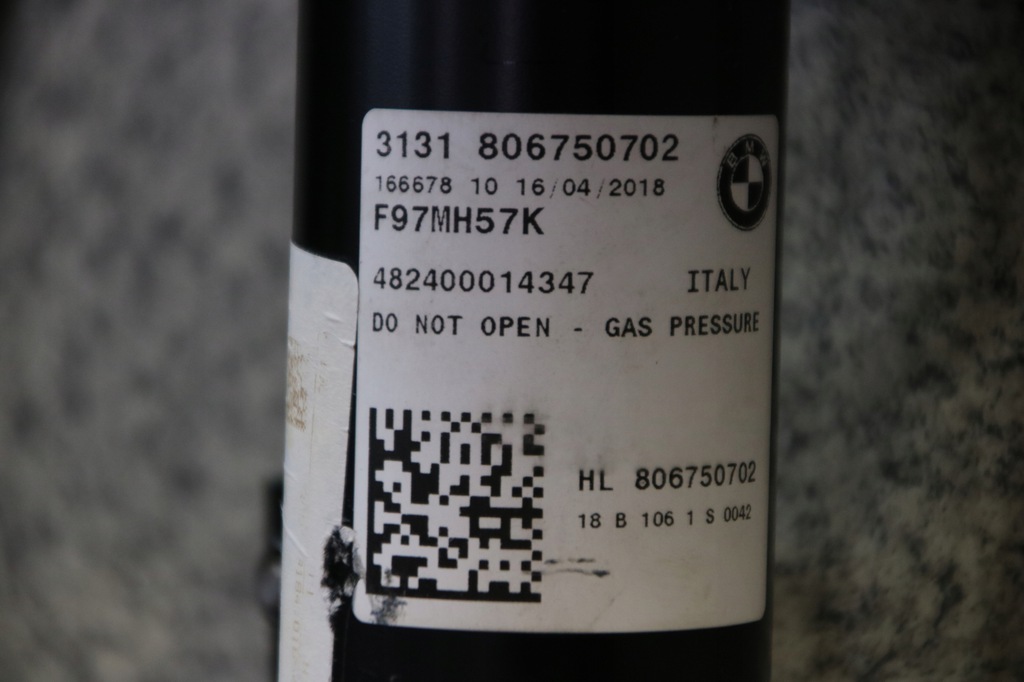 3131 806750702
BMW
166678 10 16/04/2018
F97MH57K
482400014347 ITALY
DO NOT OPEN - GAS PRESSURE
HL 806750702
18 B 106 1 S 0042